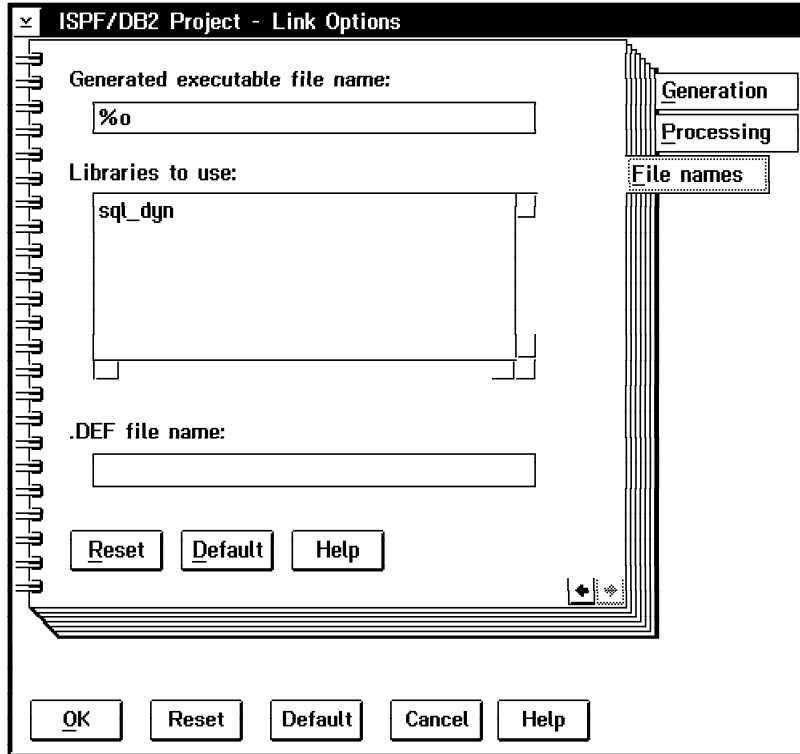 ISPF/DB2 Project - Link Options
Generated executable file name:
%o
Libraries to use:
sql_dyn
.DEF file name:
Reset Default Help
Generation
Processing
File names
OK Reset Default Cancel Help